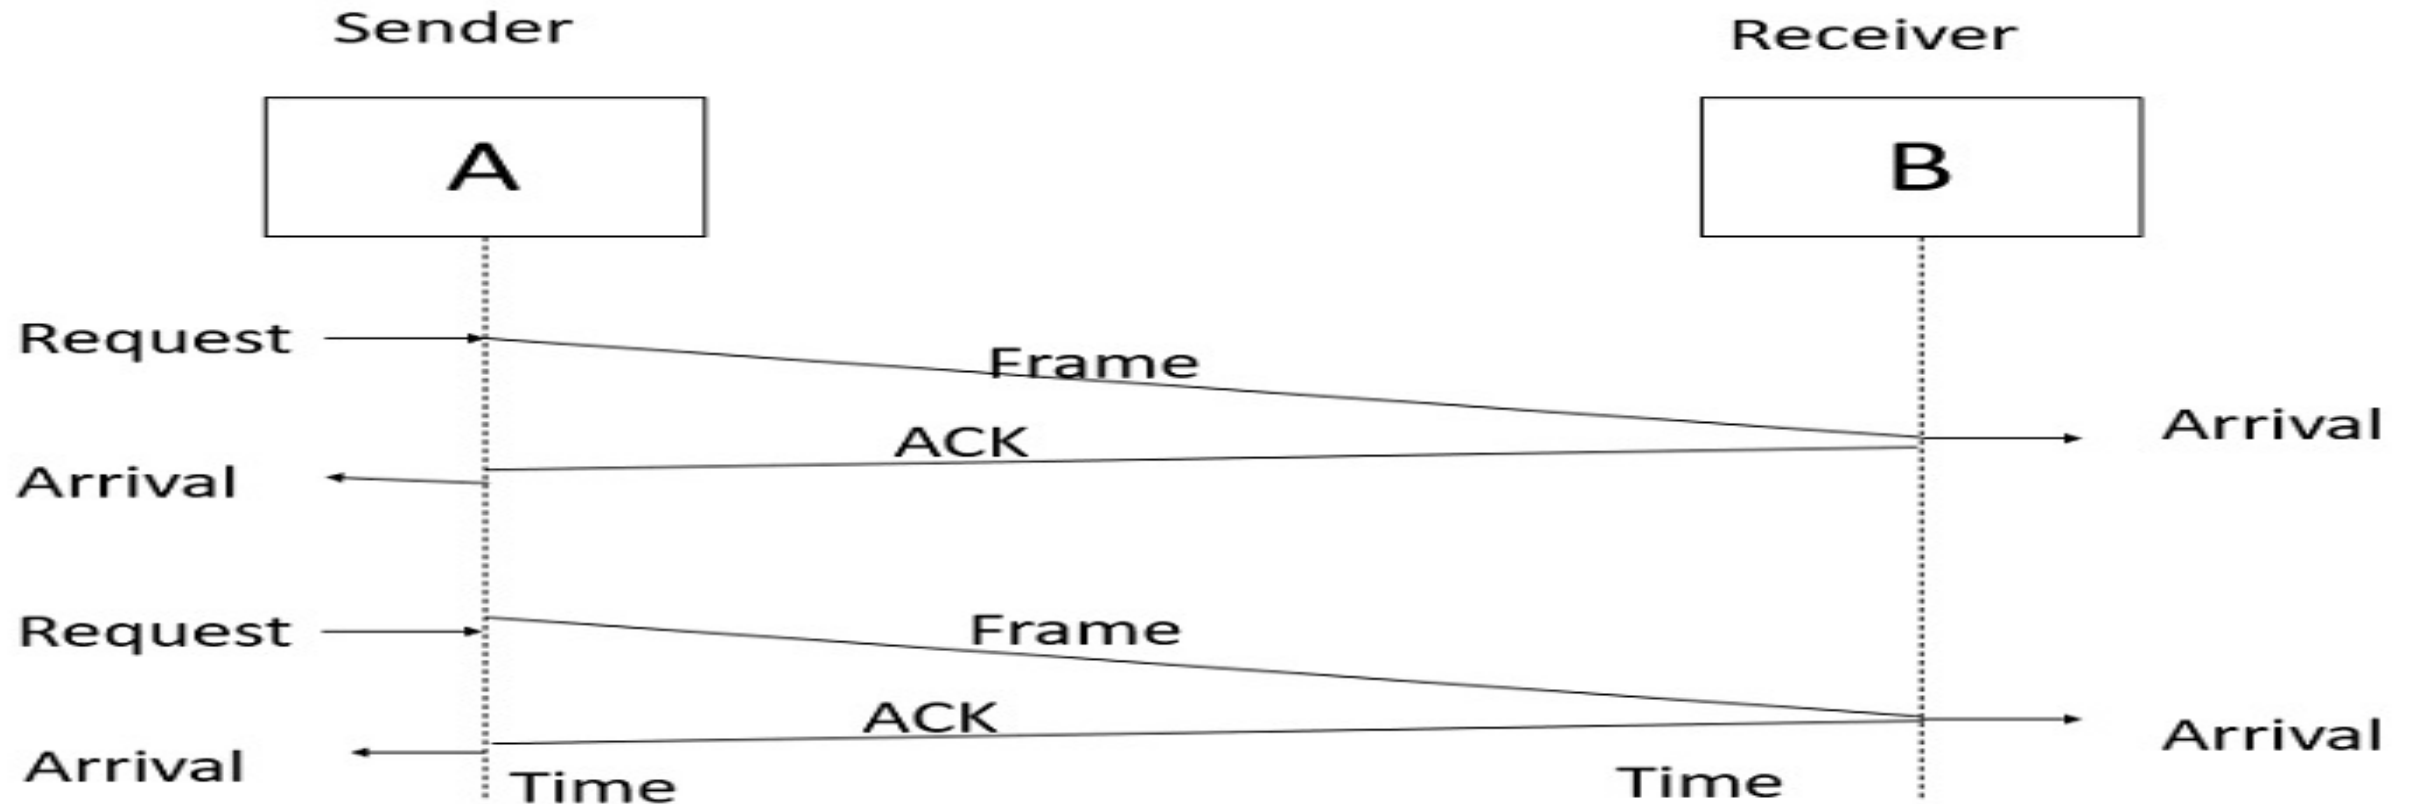 Sender
Receiver
A
B
Request
Frame
Arrival
ACK
Arrival
Request
Frame
ACK
Arrival
Arrival
Time
Time